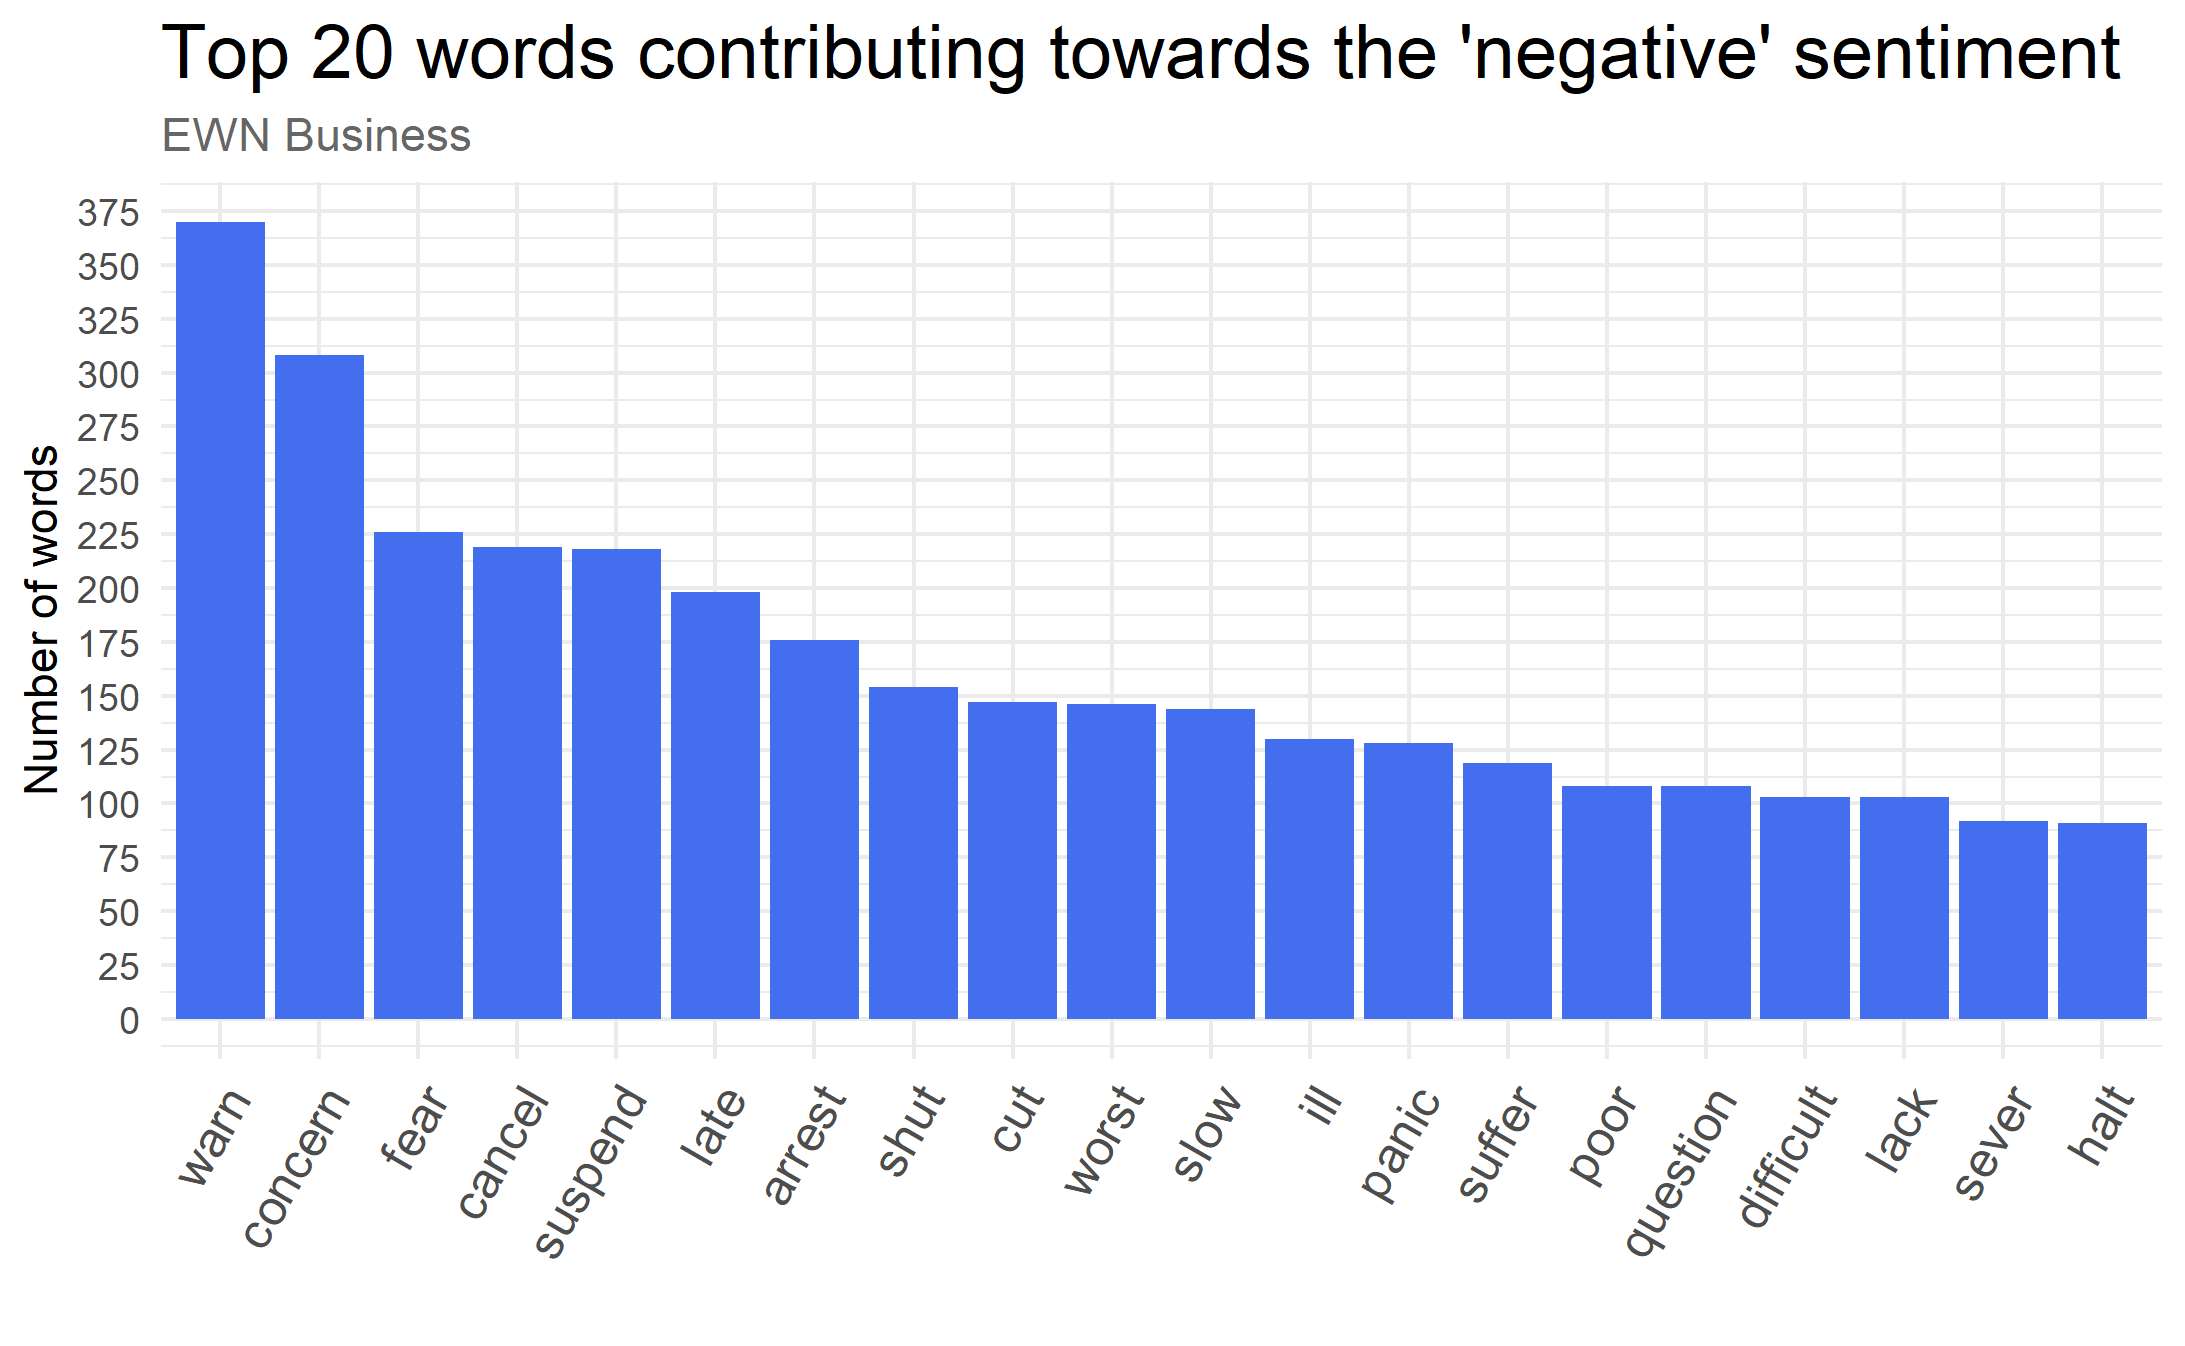 Top 20 words contributing towards the 'negative' sentiment
EWN Business
Number of words
375
350
325
300
275
250
225
200
175
150
125
100
75
50
25
0
warn
concern
fear
cancel
suspend
late
arrest
shut
cut
worst
slow
ill
panic
suffer
poor
question
difficult
lack
sever
halt